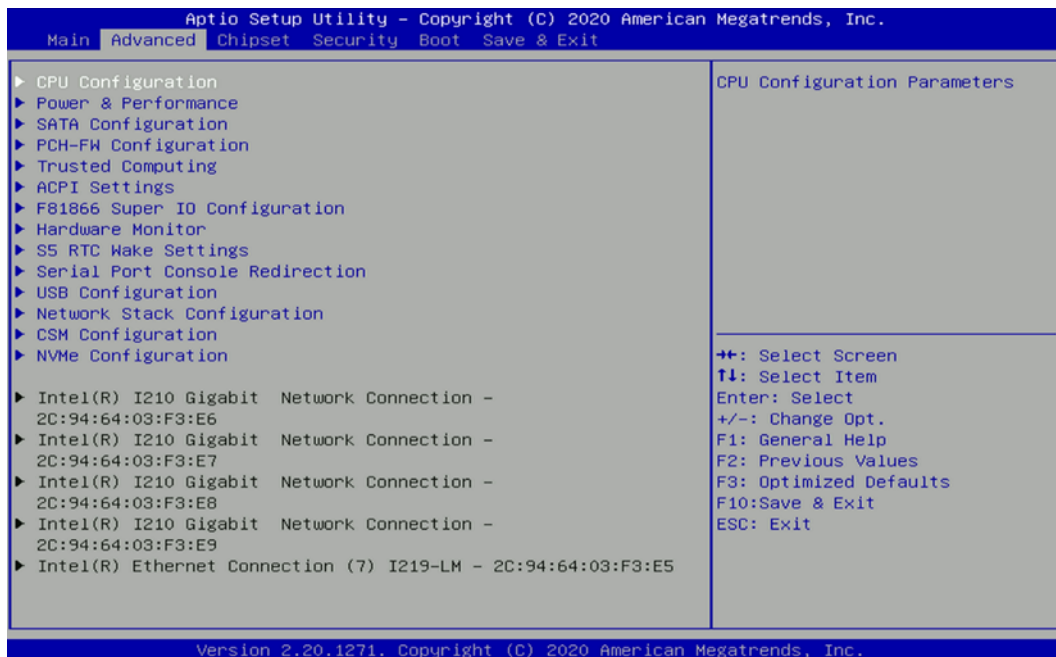 Aptio Setup Utility – Copyright (C) 2020 American Megatrends, Inc.
Main Advanced Chipset Security Boot Save & Exit
▶ CPU Configuration
▶ Power & Performance
▶ SATA Configuration
▶ PCH-FW Configuration
▶ Trusted Computing
▶ ACPI Settings
▶ F81866 Super IO Configuration
▶ Hardware Monitor
▶ S5 RTC Wake Settings
▶ Serial Port Console Redirection
▶ USB Configuration
▶ Network Stack Configuration
▶ CSM Configuration
▶ NVMe Configuration
▶ Intel(R) I210 Gigabit  Network Connection –
2C:94:64:03:F3:E6
▶ Intel(R) I210 Gigabit  Network Connection –
2C:94:64:03:F3:E7
▶ Intel(R) I210 Gigabit  Network Connection –
2C:94:64:03:F3:E8
▶ Intel(R) I210 Gigabit  Network Connection –
2C:94:64:03:F3:E9
▶ Intel(R) Ethernet Connection (7) I219-LM – 2C:94:64:03:F3:E5
CPU Configuration Parameters
→←: Select Screen
↑↓: Select Item
Enter: Select
+/-: Change Opt.
F1: General Help
F2: Previous Values
F3: Optimized Defaults
F10:Save & Exit
ESC: Exit
Version 2.20.1271. Copyright (C) 2020 American Megatrends, Inc.